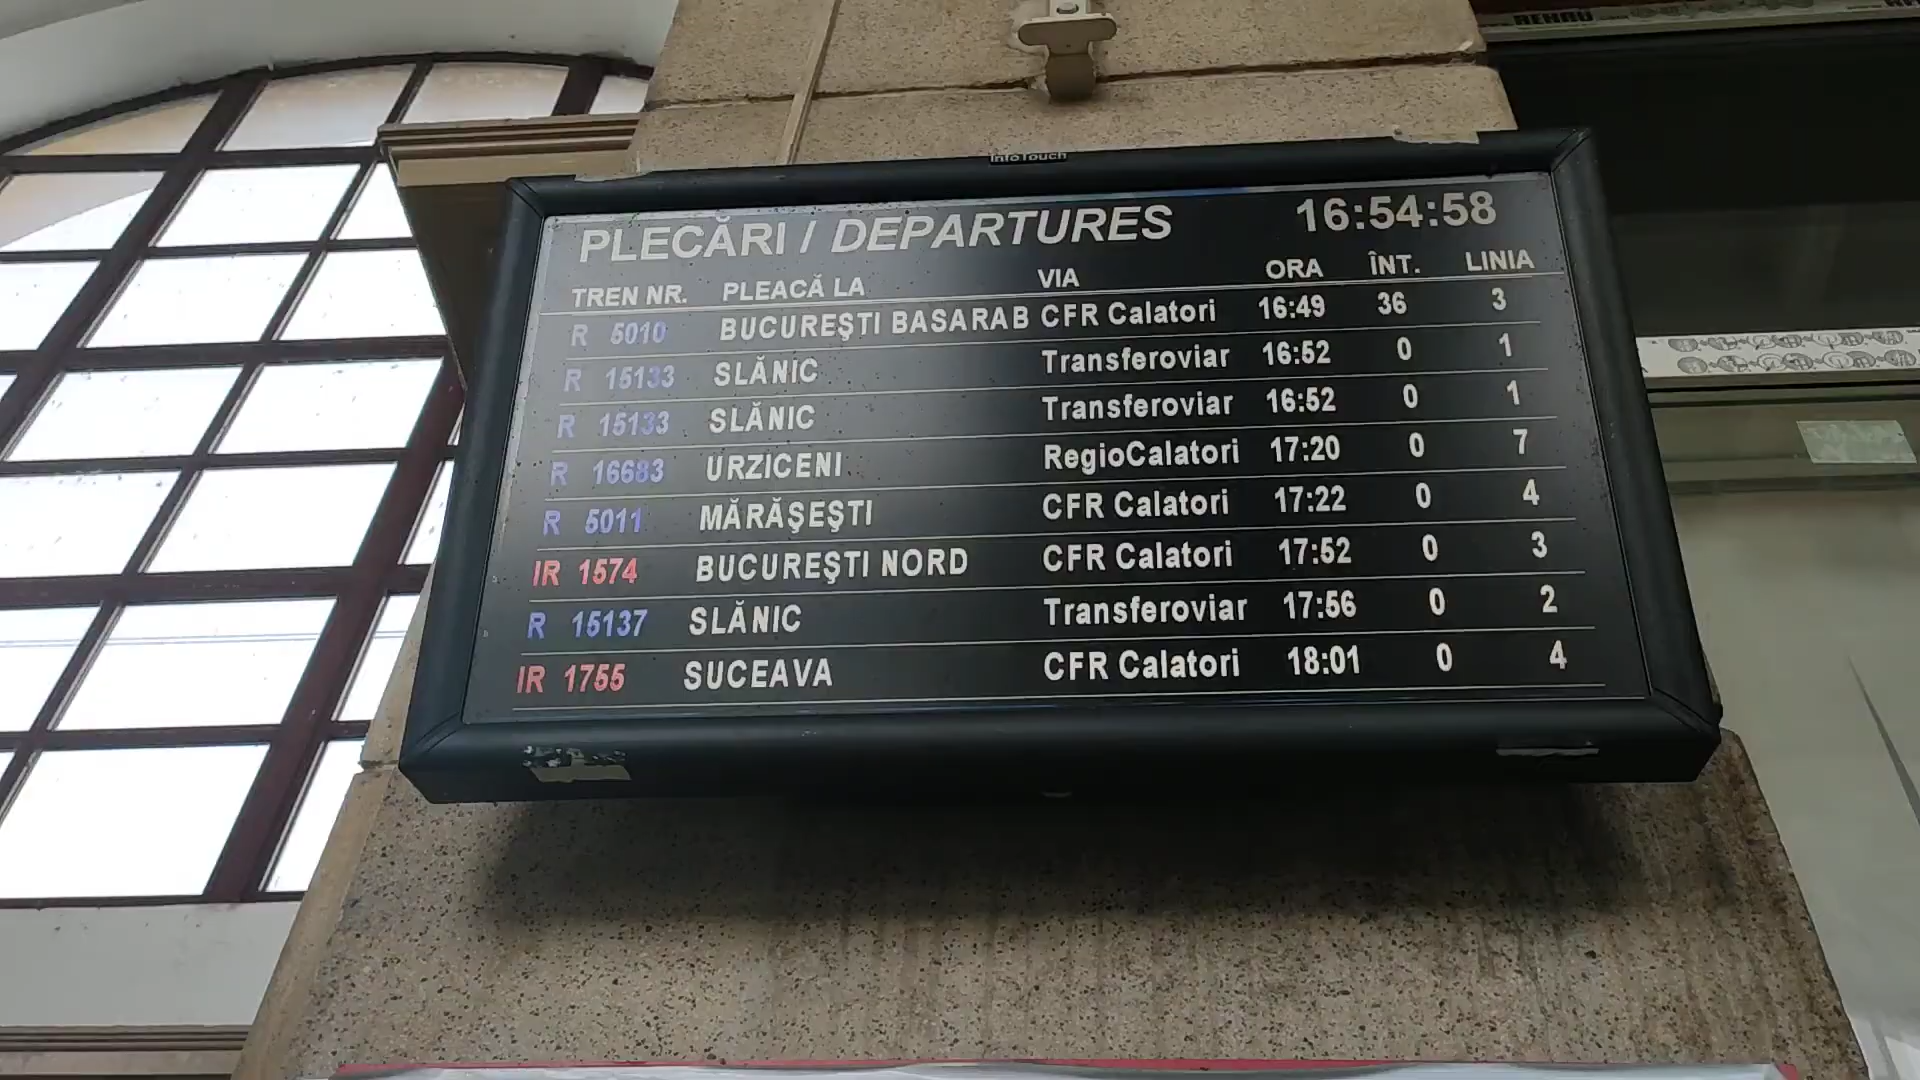 BENRO
InfoTouch
PLECĂRI / DEPARTURES 16:54:58
TREN NR. PLEACĂ LA VIA ORA ÎNT. LINIA
R 5010 BUCUREŞTI BASARAB CFR Calatori 16:49 36 3
R 15133 SLĂNIC Transferoviar 16:52 0 1
R 15133 SLĂNIC Transferoviar 16:52 0 1
R 16683 URZICENI RegioCalatori 17:20 0 7
R 5011 MĂRĂŞEŞTI CFR Calatori 17:22 0 4
IR 1574 BUCUREŞTI NORD CFR Calatori 17:52 0 3
R 15137 SLĂNIC Transferoviar 17:56 0 2
IR 1755 SUCEAVA CFR Calatori 18:01 0 4